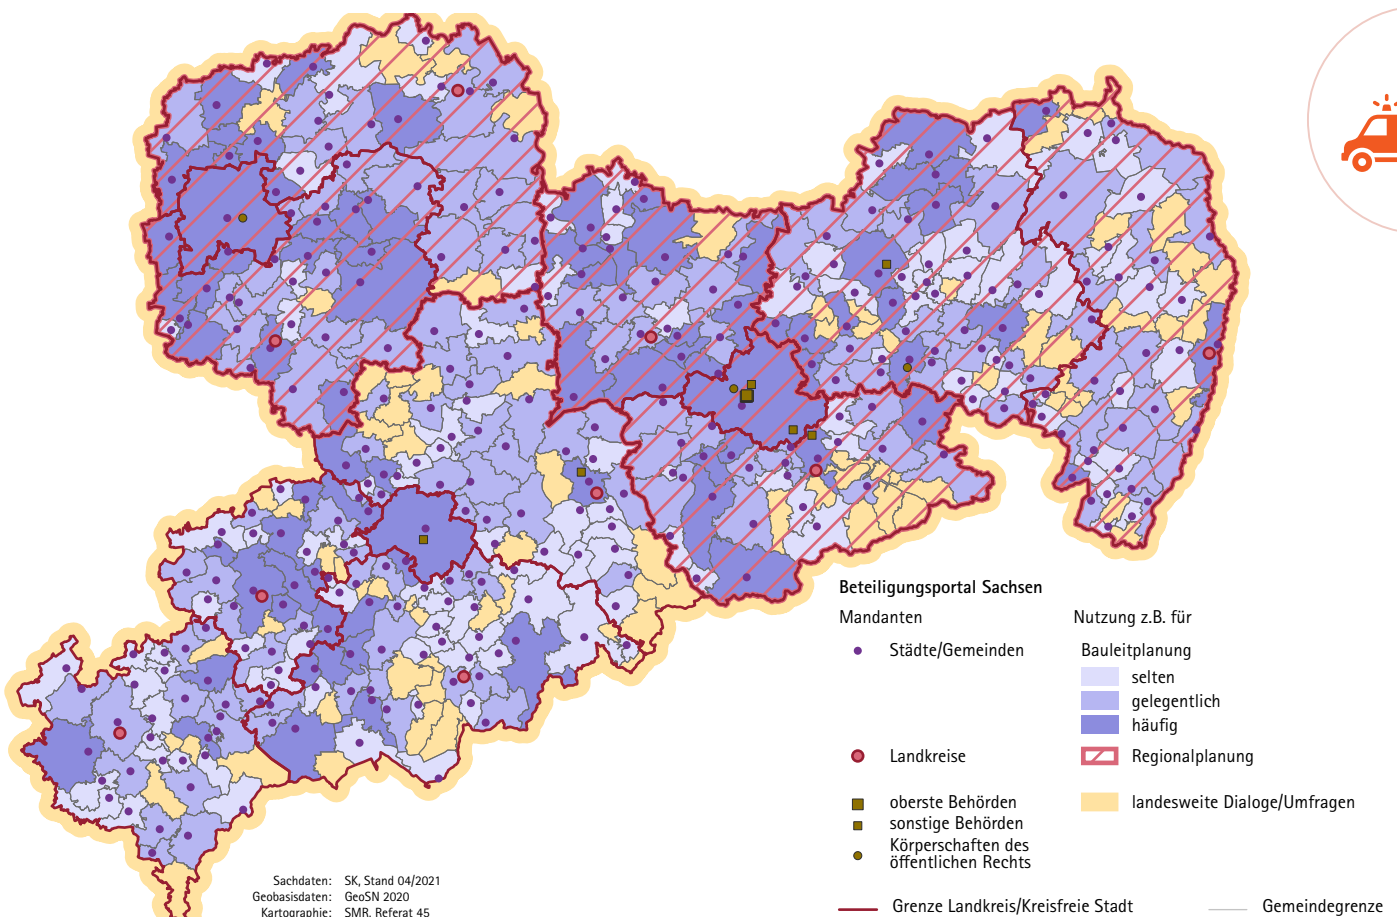 Beteiligungsportal Sachsen
Mandanten
Nutzung z.B. für
Städte/Gemeinden
Bauleitplanung
selten
gelegentlich
häufig
Landkreise
Regionalplanung
oberste Behörden
landesweite Dialoge/Umfragen
sonstige Behörden
Körperschaften des
öffentlichen Rechts
Sachdaten: SK, Stand 04/2021
Geobasisdaten: GeoSN 2020
Kartographie: SMR, Referat 45
Grenze Landkreis/Kreisfreie Stadt
Gemeindegrenze